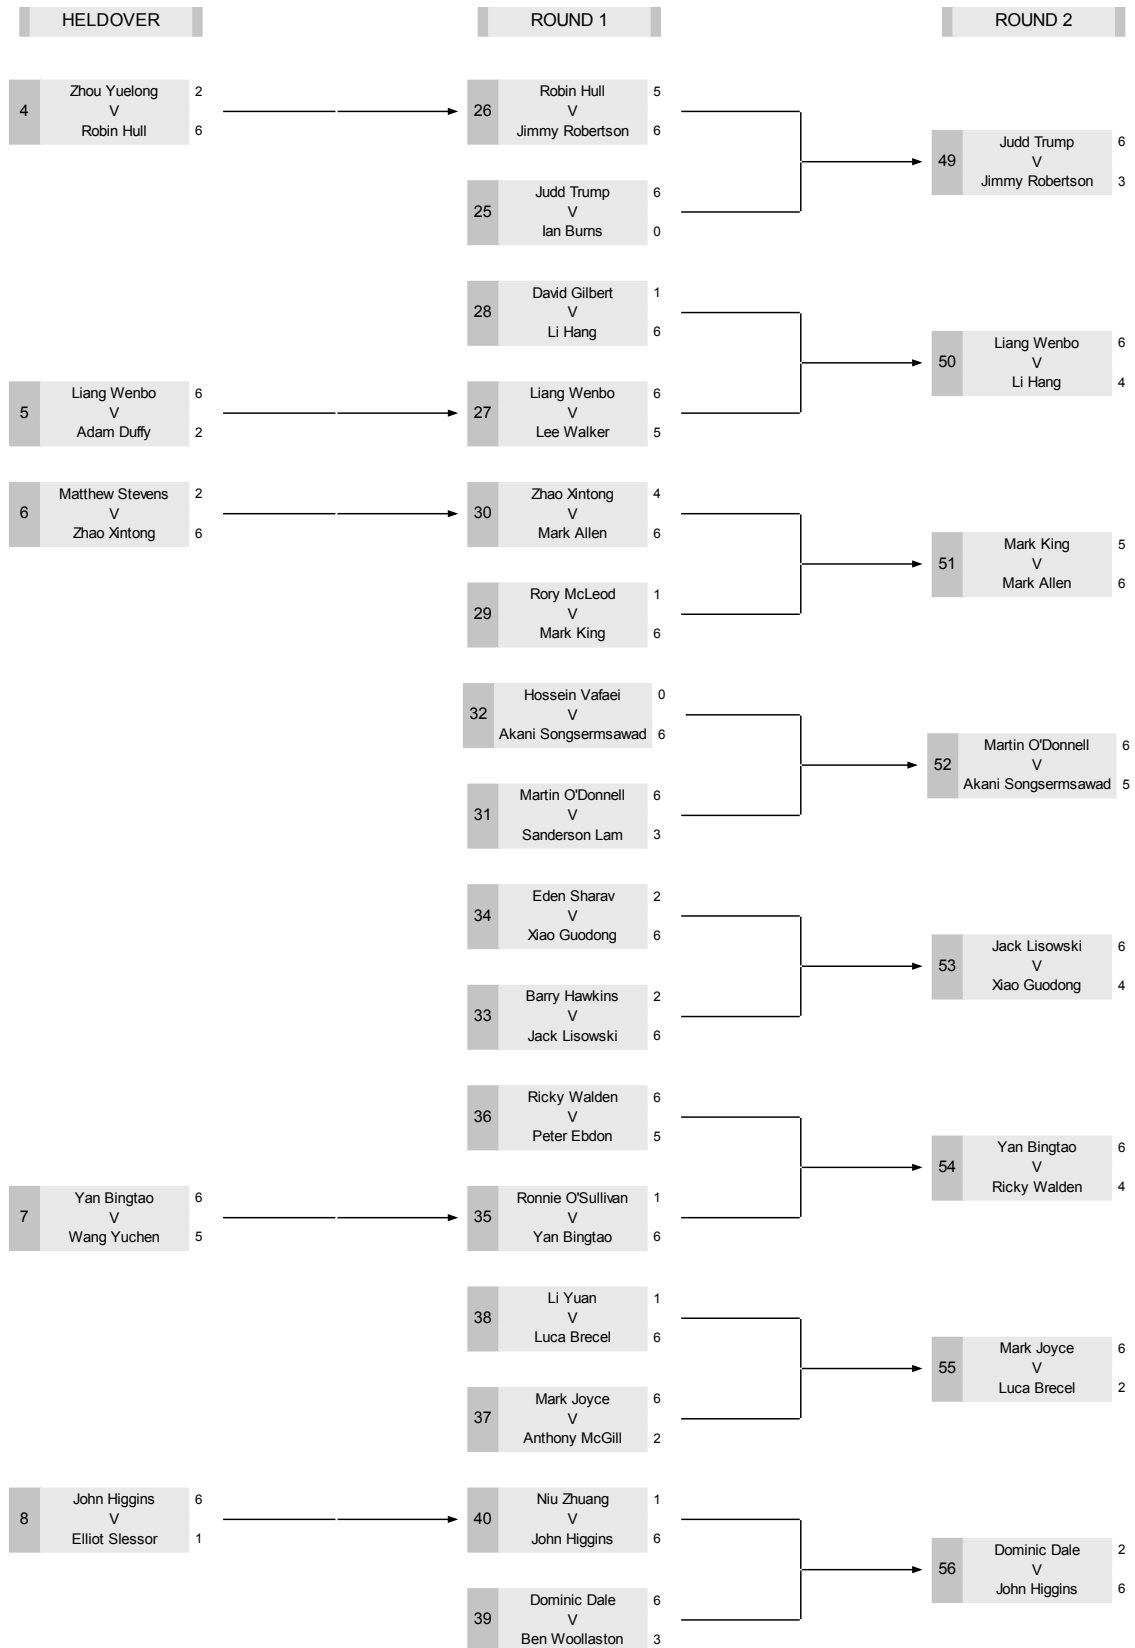 HELDOVER
ROUND 1
ROUND 2
4
Zhou Yuelong 2
V
Robin Hull 6
26
Robin Hull 5
V
Jimmy Robertson 6
49
Judd Trump 6
V
Jimmy Robertson 3
25
Judd Trump 6
V
Ian Burns 0
28
David Gilbert 1
V
Li Hang 6
50
Liang Wenbo 6
V
Li Hang 4
5
Liang Wenbo 6
V
Adam Duffy 2
27
Liang Wenbo 6
V
Lee Walker 5
6
Matthew Stevens 2
V
Zhao Xintong 6
30
Zhao Xintong 4
V
Mark Allen 6
51
Mark King 5
V
Mark Allen 6
29
Rory McLeod 1
V
Mark King 6
32
Hossein Vafaei 0
V
Akani Songsermsawad 6
52
Martin O'Donnell 6
V
Akani Songsermsawad 5
31
Martin O'Donnell 6
V
Sanderson Lam 3
34
Eden Sharav 2
V
Xiao Guodong 6
53
Jack Lisowski 6
V
Xiao Guodong 4
33
Barry Hawkins 2
V
Jack Lisowski 6
36
Ricky Walden 6
V
Peter Ebdon 5
54
Yan Bingtao 6
V
Ricky Walden 4
7
Yan Bingtao 6
V
Wang Yuchen 5
35
Ronnie O'Sullivan 1
V
Yan Bingtao 6
38
Li Yuan 1
V
Luca Brecel 6
55
Mark Joyce 6
V
Luca Brecel 2
37
Mark Joyce 6
V
Anthony McGill 2
8
John Higgins 6
V
Elliot Slessor 1
40
Niu Zhuang 1
V
John Higgins 6
56
Dominic Dale 2
V
John Higgins 6
39
Dominic Dale 6
V
Ben Woollaston 3